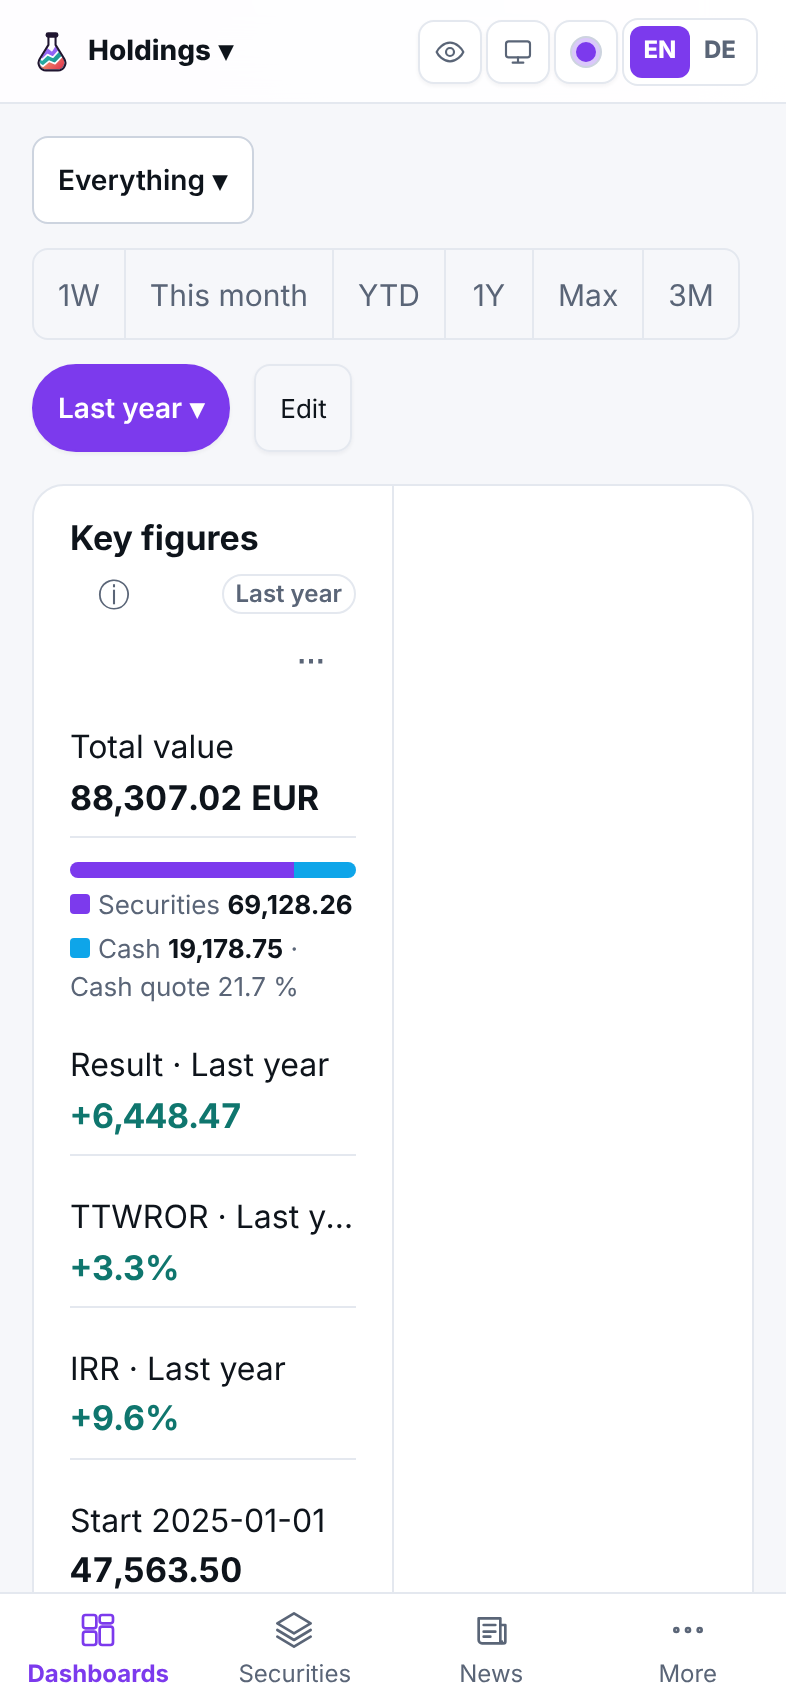 Holdings ▾
EN DE
Everything ▾
1W This month YTD 1Y Max 3M
Last year ▾ Edit
Key figures
ⓘ Last year
...
Total value
88,307.02 EUR
Securities 69,128.26
Cash 19,178.75 ·
Cash quote 21.7 %
Result · Last year
+6,448.47
TTWROR · Last y...
+3.3%
IRR · Last year
+9.6%
Start 2025-01-01
47,563.50
Dashboards Securities News More